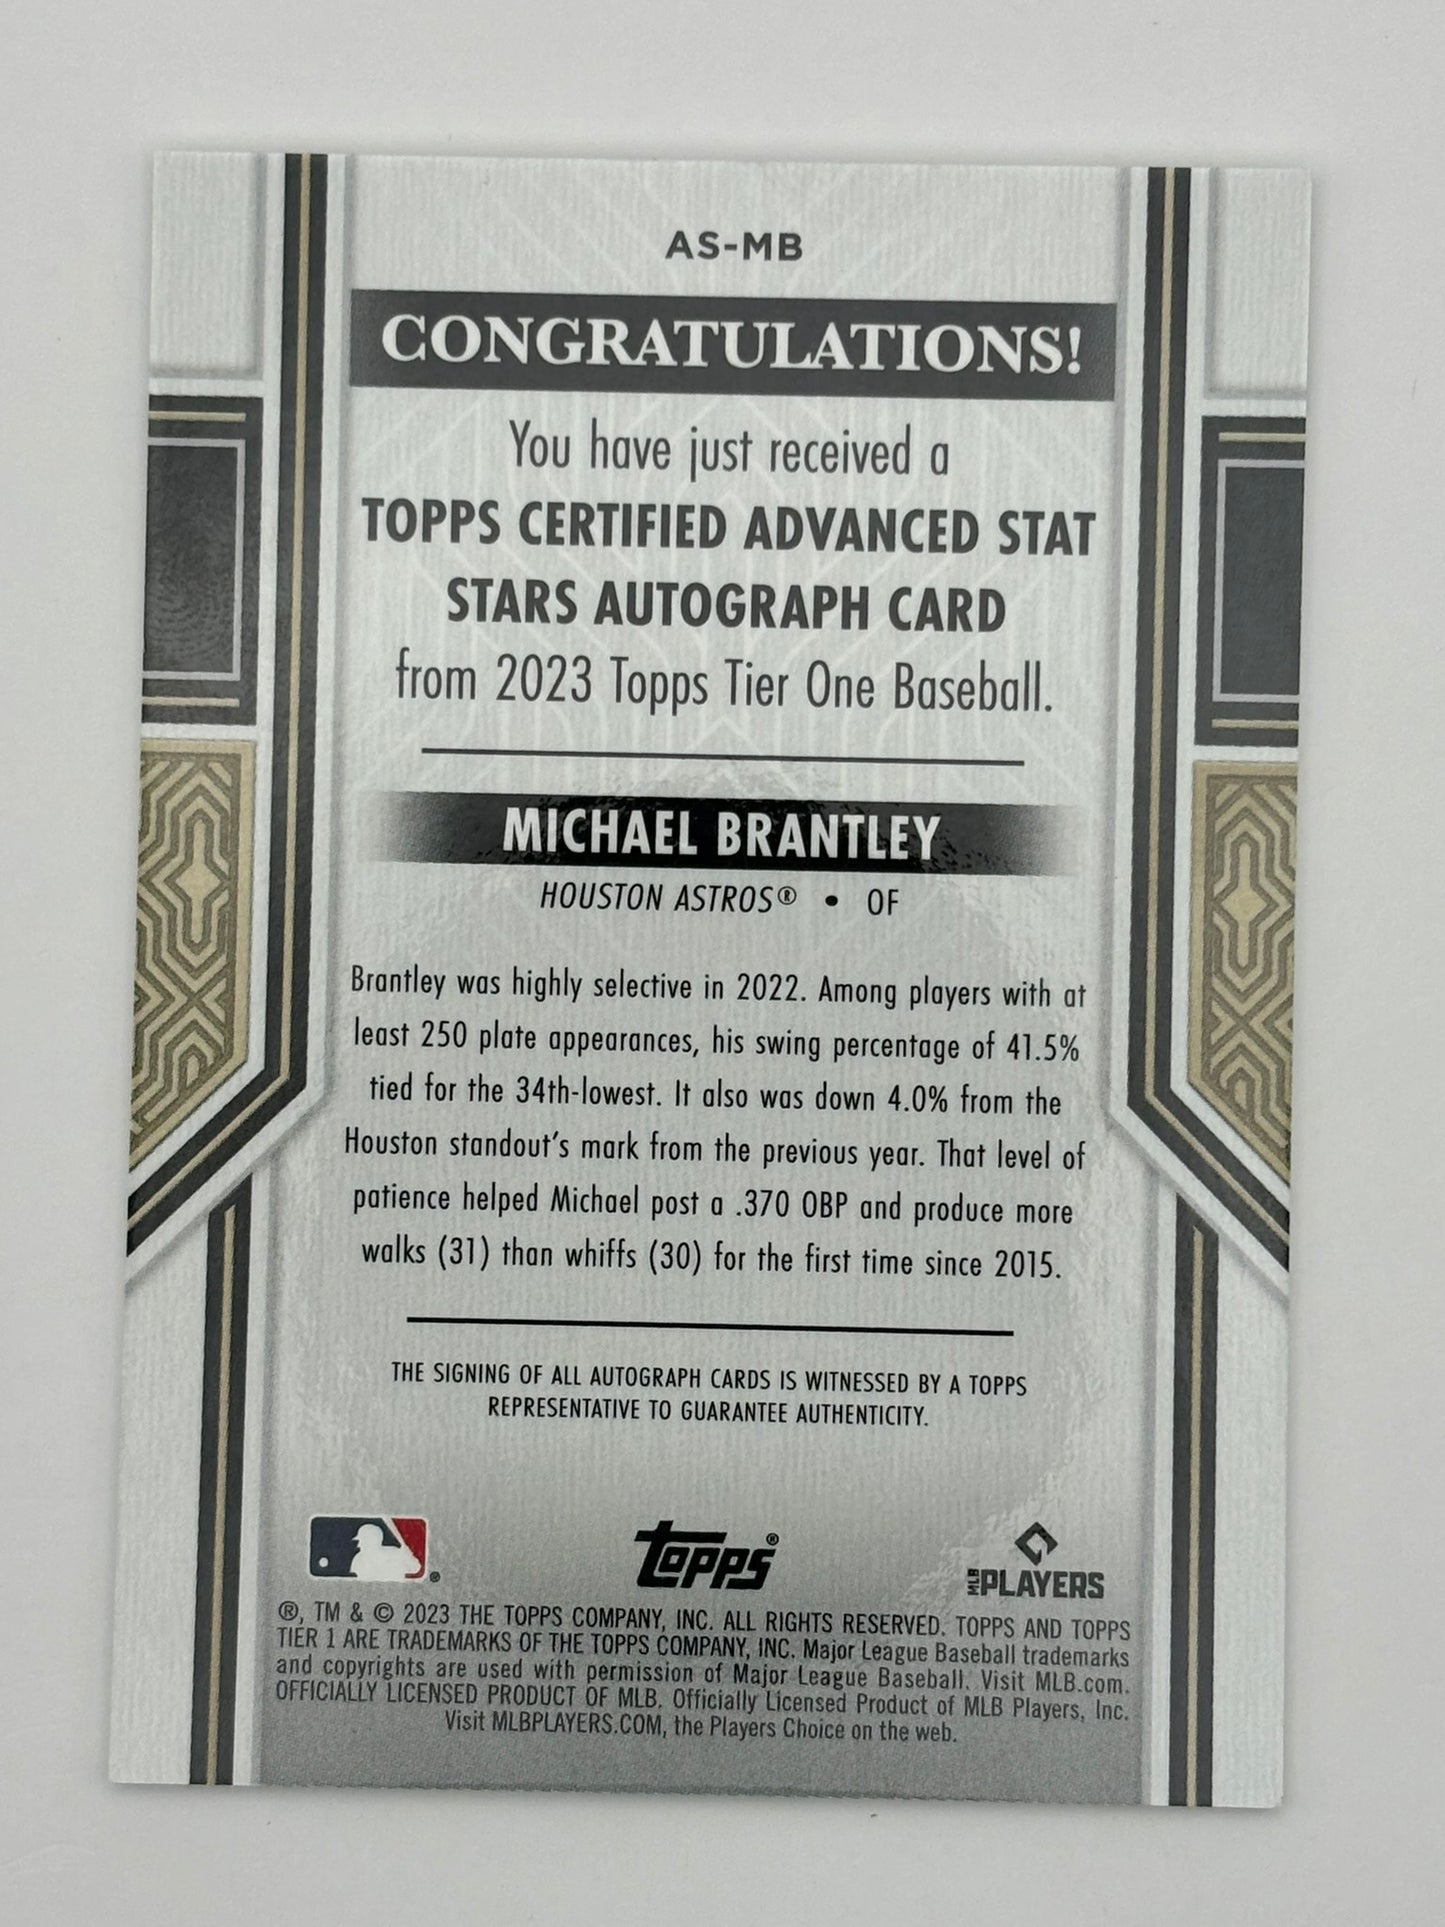 AS-MB
CONGRATULATIONS!
You have just received a
TOPPS CERTIFIED ADVANCED STAT
STARS AUTOGRAPH CARD
from 2023 Topps Tier One Baseball.
MICHAEL BRANTLEY
HOUSTON ASTROS® • OF
Brantley was highly selective in 2022. Among players with at
least 250 plate appearances, his swing percentage of 41.5%
tied for the 34th-lowest. It also was down 4.0% from the
Houston standout's mark from the previous year. That level of
patience helped Michael post a .370 OBP and produce more
walks (31) than whiffs (30) for the first time since 2015.
THE SIGNING OF ALL AUTOGRAPH CARDS IS WITNESSED BY A TOPPS
REPRESENTATIVE TO GUARANTEE AUTHENTICITY.
®
Topps®
MLB PLAYERS
®, TM & © 2023 THE TOPPS COMPANY, INC. ALL RIGHTS RESERVED. TOPPS AND TOPPS
TIER 1 ARE TRADEMARKS OF THE TOPPS COMPANY, INC. Major League Baseball trademarks
and copyrights are used with permission of Major League Baseball. Visit MLB.com.
OFFICIALLY LICENSED PRODUCT OF MLB. Officially Licensed Product of MLB Players, Inc.
Visit MLBPLAYERS.COM, the Players Choice on the web.